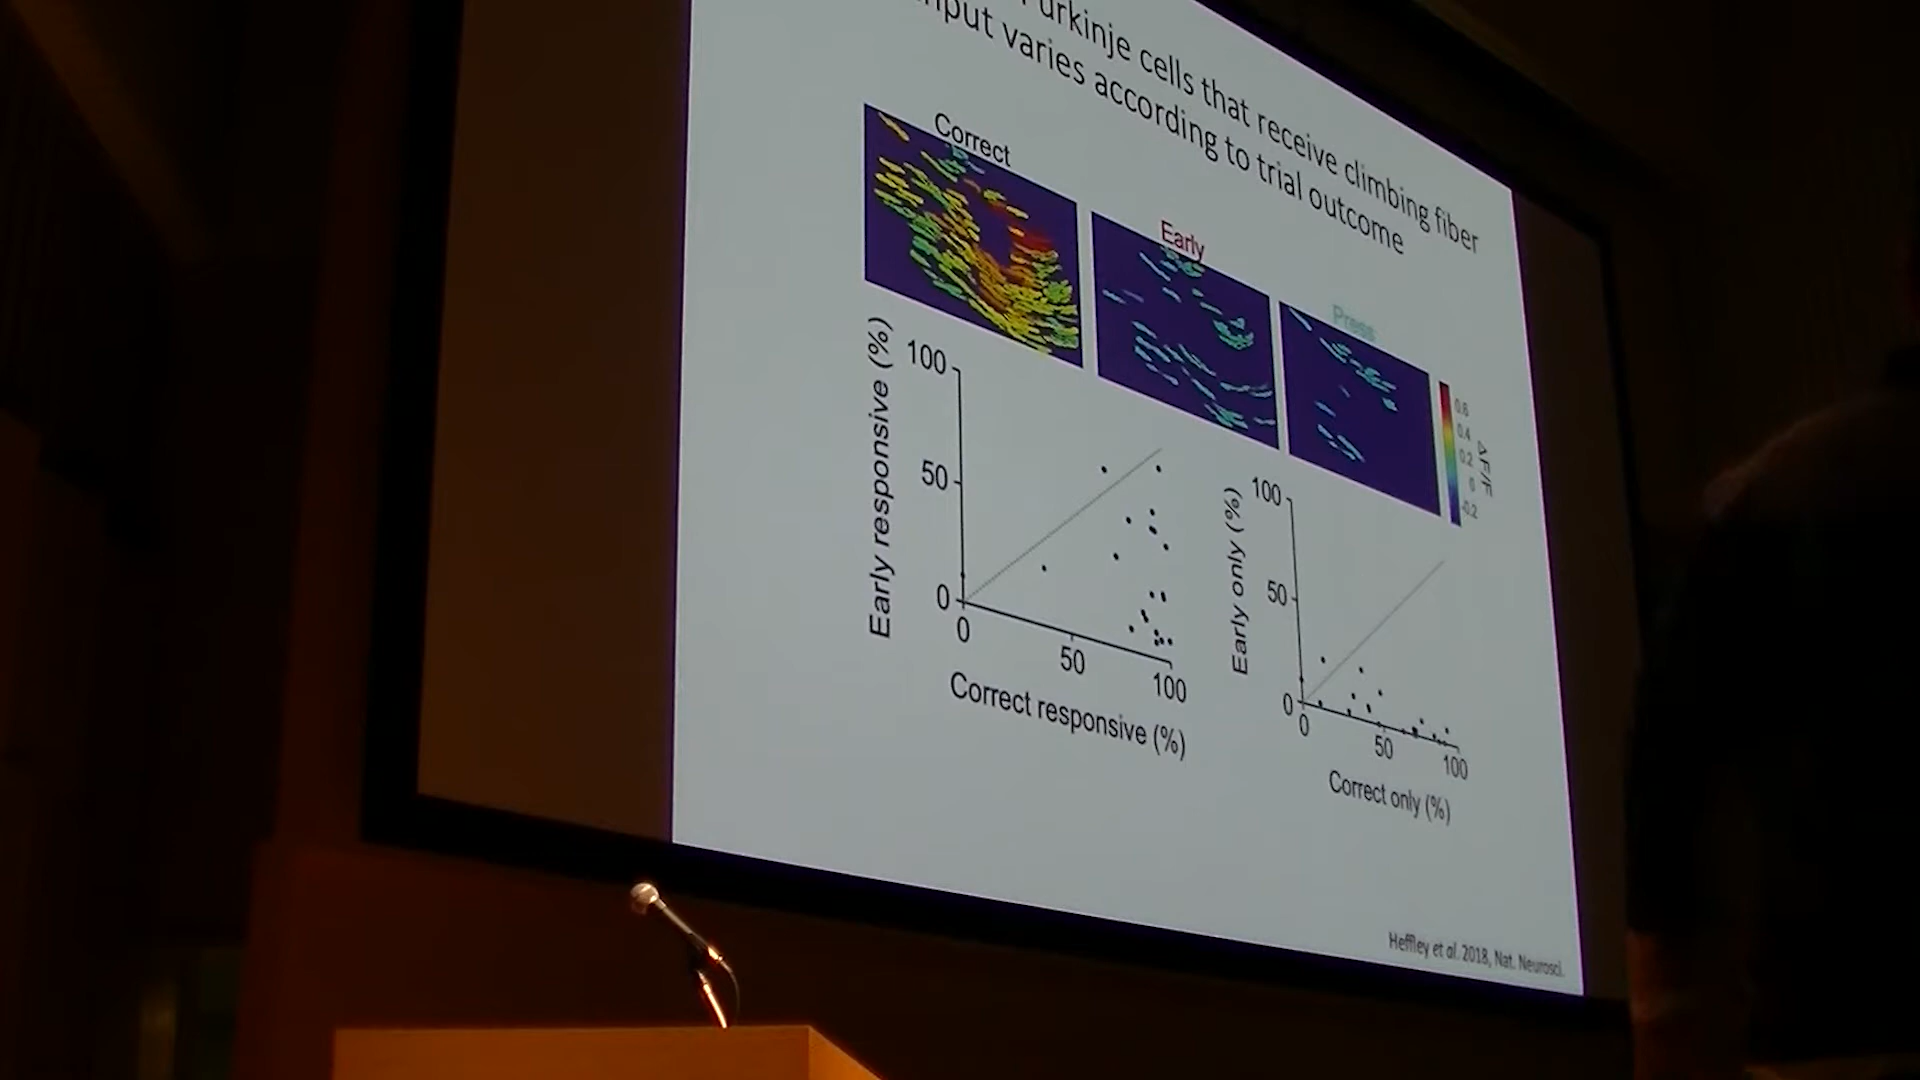 Purkinje cells that receive climbing fiber
input varies according to trial outcome
Correct
Early
Press
0.6
0.4
0.2
0
-0.2
ΔF/F
Early responsive (%)
100
50
0
0
50
100
Correct responsive (%)
Early only (%)
100
50
0
0
50
100
Correct only (%)
Heffley et al. 2018, Nat. Neurosci.